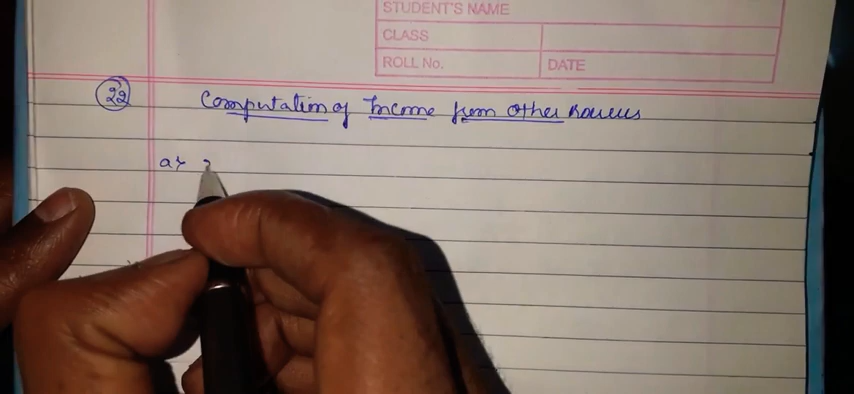 STUDENT'S NAME
CLASS
ROLL No. DATE
22 Computation of Income from Other Sources
a>